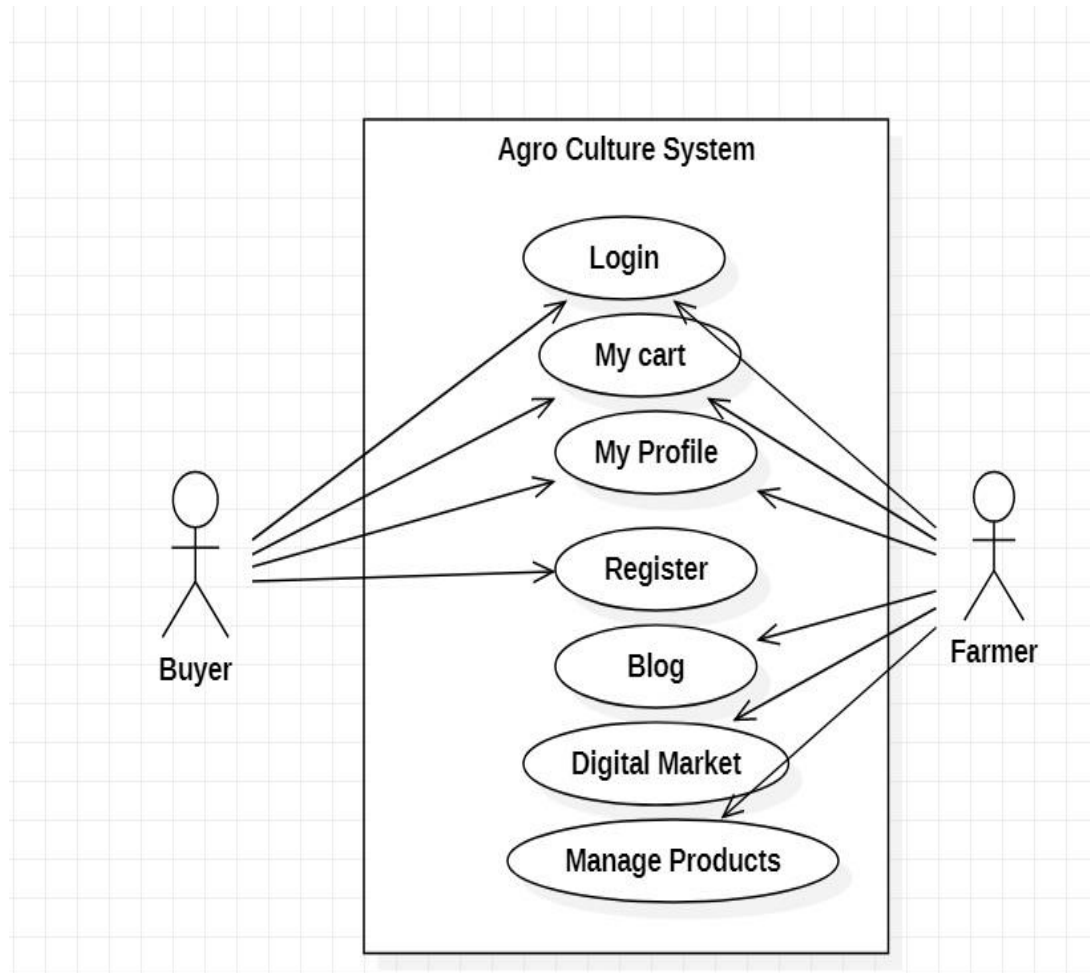 Agro Culture System
Login
My cart
My Profile
Register
Buyer
Farmer
Blog
Digital Market
Manage Products